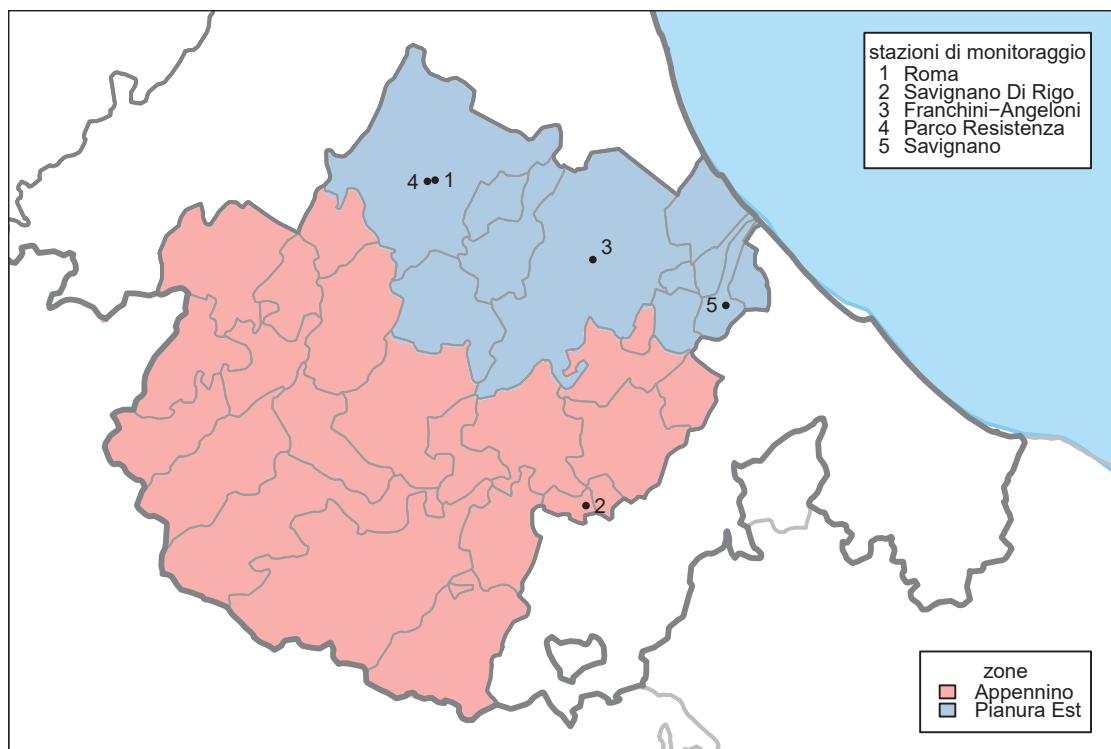 stazioni di monitoraggio
1 Roma
2 Savignano Di Rigo
3 Franchini−Angeloni
4 Parco Resistenza
5 Savignano
4 1
3
5
2
zone
Appennino
Pianura Est